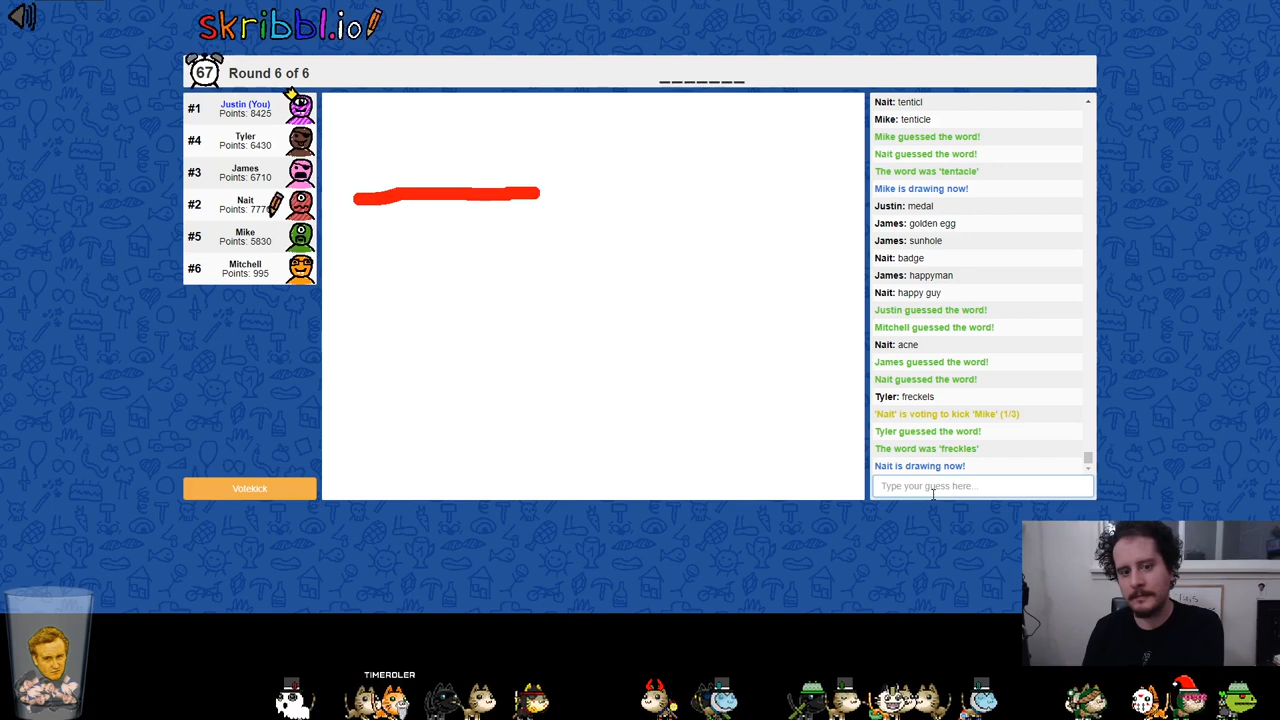 skribbl.io
67
Round 6 of 6
_______
#1
Justin (You)
Points: 8425
#4
Tyler
Points: 6430
#3
James
Points: 6710
#2
Nait
Points: 7770
#5
Mike
Points: 5830
#6
Mitchell
Points: 995
Votekick
Nait: tenticl
Mike: tenticle
Mike guessed the word!
Nait guessed the word!
The word was 'tentacle'
Mike is drawing now!
Justin: medal
James: golden egg
James: sunhole
Nait: badge
James: happyman
Nait: happy guy
Justin guessed the word!
Mitchell guessed the word!
Nait: acne
James guessed the word!
Nait guessed the word!
Tyler: freckels
'Nait' is voting to kick 'Mike' (1/3)
Tyler guessed the word!
The word was 'freckles'
Nait is drawing now!
Type your guess here...